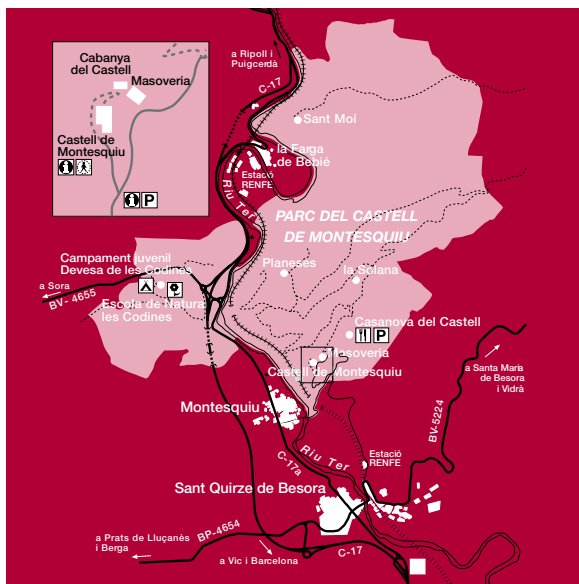 Cabanya
del Castell
Masoveria
Castell de
Montesquiu
P
a Ripoll i
Puigcerdà
C-17
Sant Moí
la Farga
de Bebié
Estació
RENFE
Riu Ter
PARC DEL CASTELL
DE MONTESQUIU
Campament juvenil
Devesa de les Codines
Planeses
la Solana
a Sora
BV-4655
Escola de Natura
les Codines
Casanova del Castell
P
Masoveria
Castell de Montesquiu
a Santa Maria
de Besora
i Vidrà
BV-5224
Montesquiu
Riu Ter
Estació
RENFE
C-17a
Sant Quirze de Besora
BP-4654
a Prats de Lluçanès
i Berga
a Vic i Barcelona
C-17